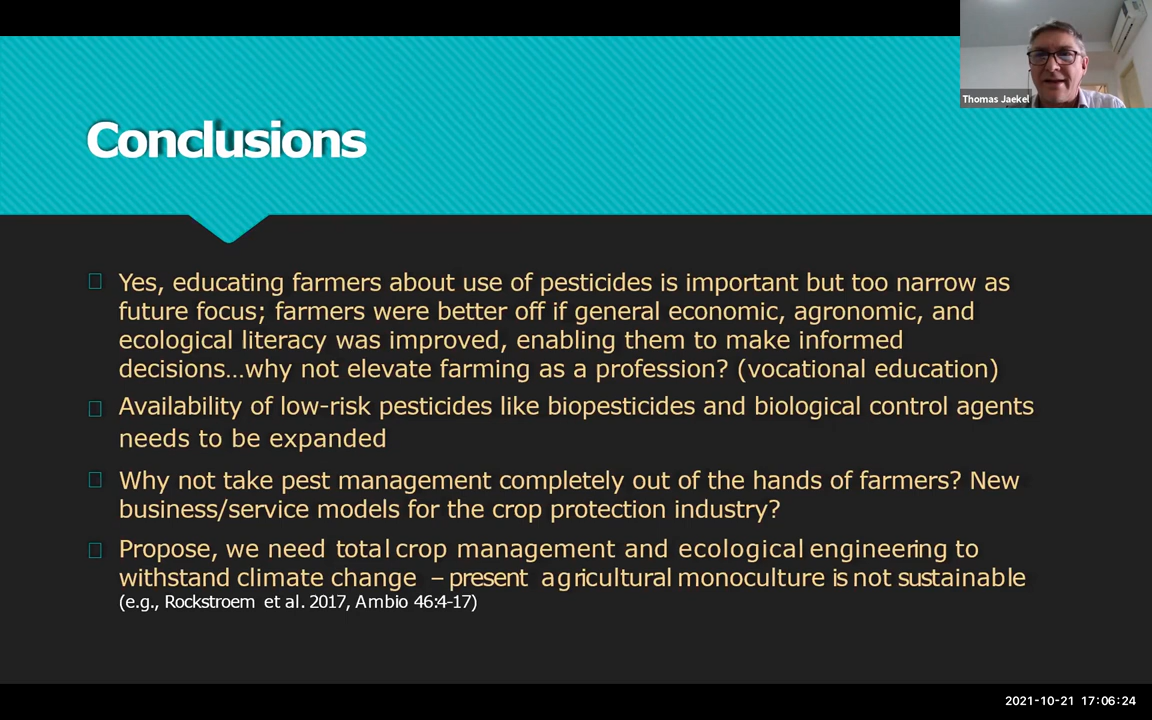 Thomas Jaekel
Conclusions
Yes, educating farmers about use of pesticides is important but too narrow as
future focus; farmers were better off if general economic, agronomic, and
ecological literacy was improved, enabling them to make informed
decisions…why not elevate farming as a profession? (vocational education)
Availability of low-risk pesticides like biopesticides and biological control agents
needs to be expanded
Why not take pest management completely out of the hands of farmers? New
business/service models for the crop protection industry?
Propose, we need total crop management and ecological engineering to
withstand climate change – present agricultural monoculture is not sustainable
(e.g., Rockstroem et al. 2017, Ambio 46:4-17)
2021-10-21 17:06:24